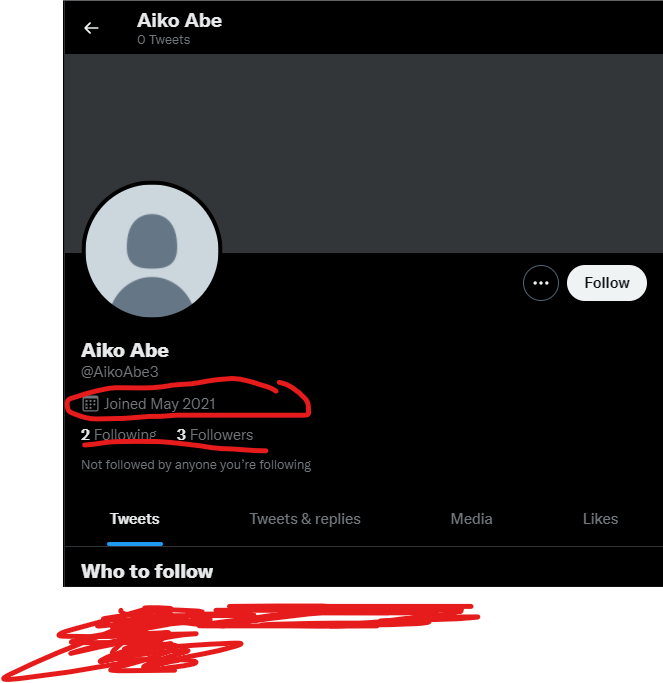 Aiko Abe
0 Tweets
Follow
Aiko Abe
@AikoAbe3
Joined May 2021
2 Following 3 Followers
Not followed by anyone you're following
Tweets Tweets & replies Media Likes
Who to follow